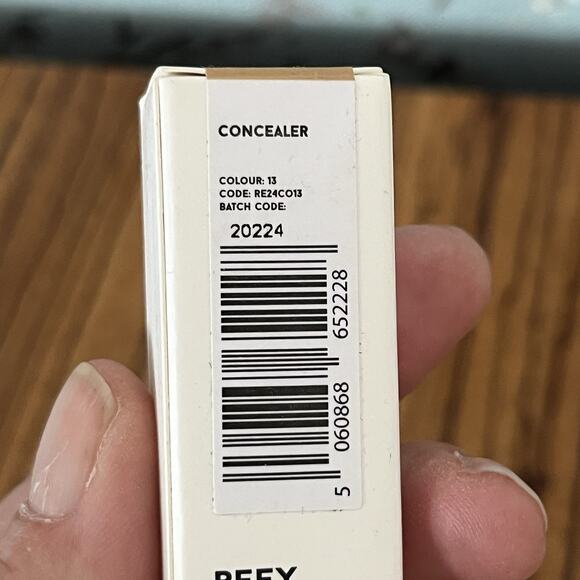 CONCEALER
COLOUR: 13
CODE: RE24CO13
BATCH CODE:
20224
5 060868 652228